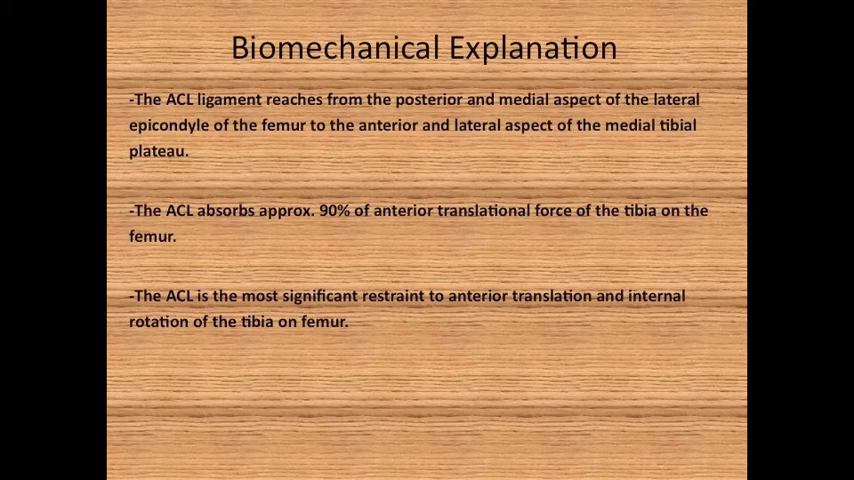 Biomechanical Explanation
-The ACL ligament reaches from the posterior and medial aspect of the lateral
epicondyle of the femur to the anterior and lateral aspect of the medial tibial
plateau.
-The ACL absorbs approx. 90% of anterior translational force of the tibia on the
femur.
-The ACL is the most significant restraint to anterior translation and internal
rotation of the tibia on femur.